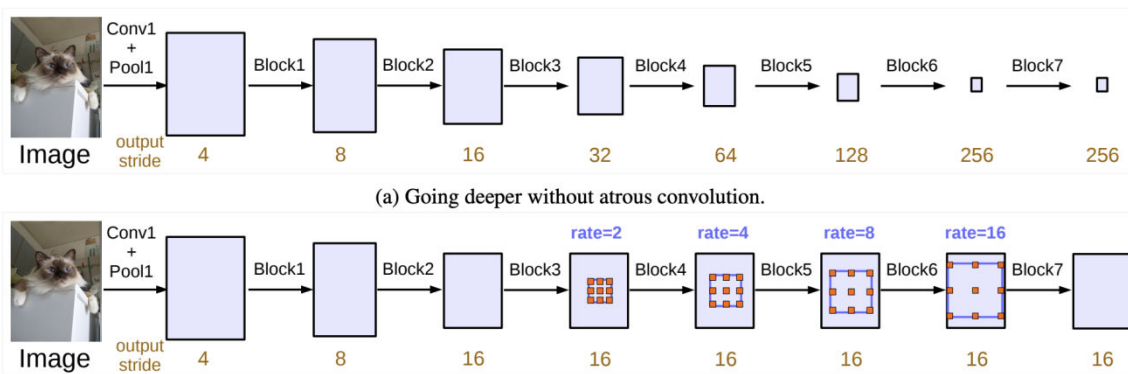 Conv1
+
Pool1
Block1 Block2 Block3 Block4 Block5 Block6 Block7
Image
output
stride
4 8 16 32 64 128 256 256
(a) Going deeper without atrous convolution.
rate=2 rate=4 rate=8 rate=16
Conv1
+
Pool1
Block1 Block2 Block3 Block4 Block5 Block6 Block7
Image
output
stride
4 8 16 16 16 16 16 16